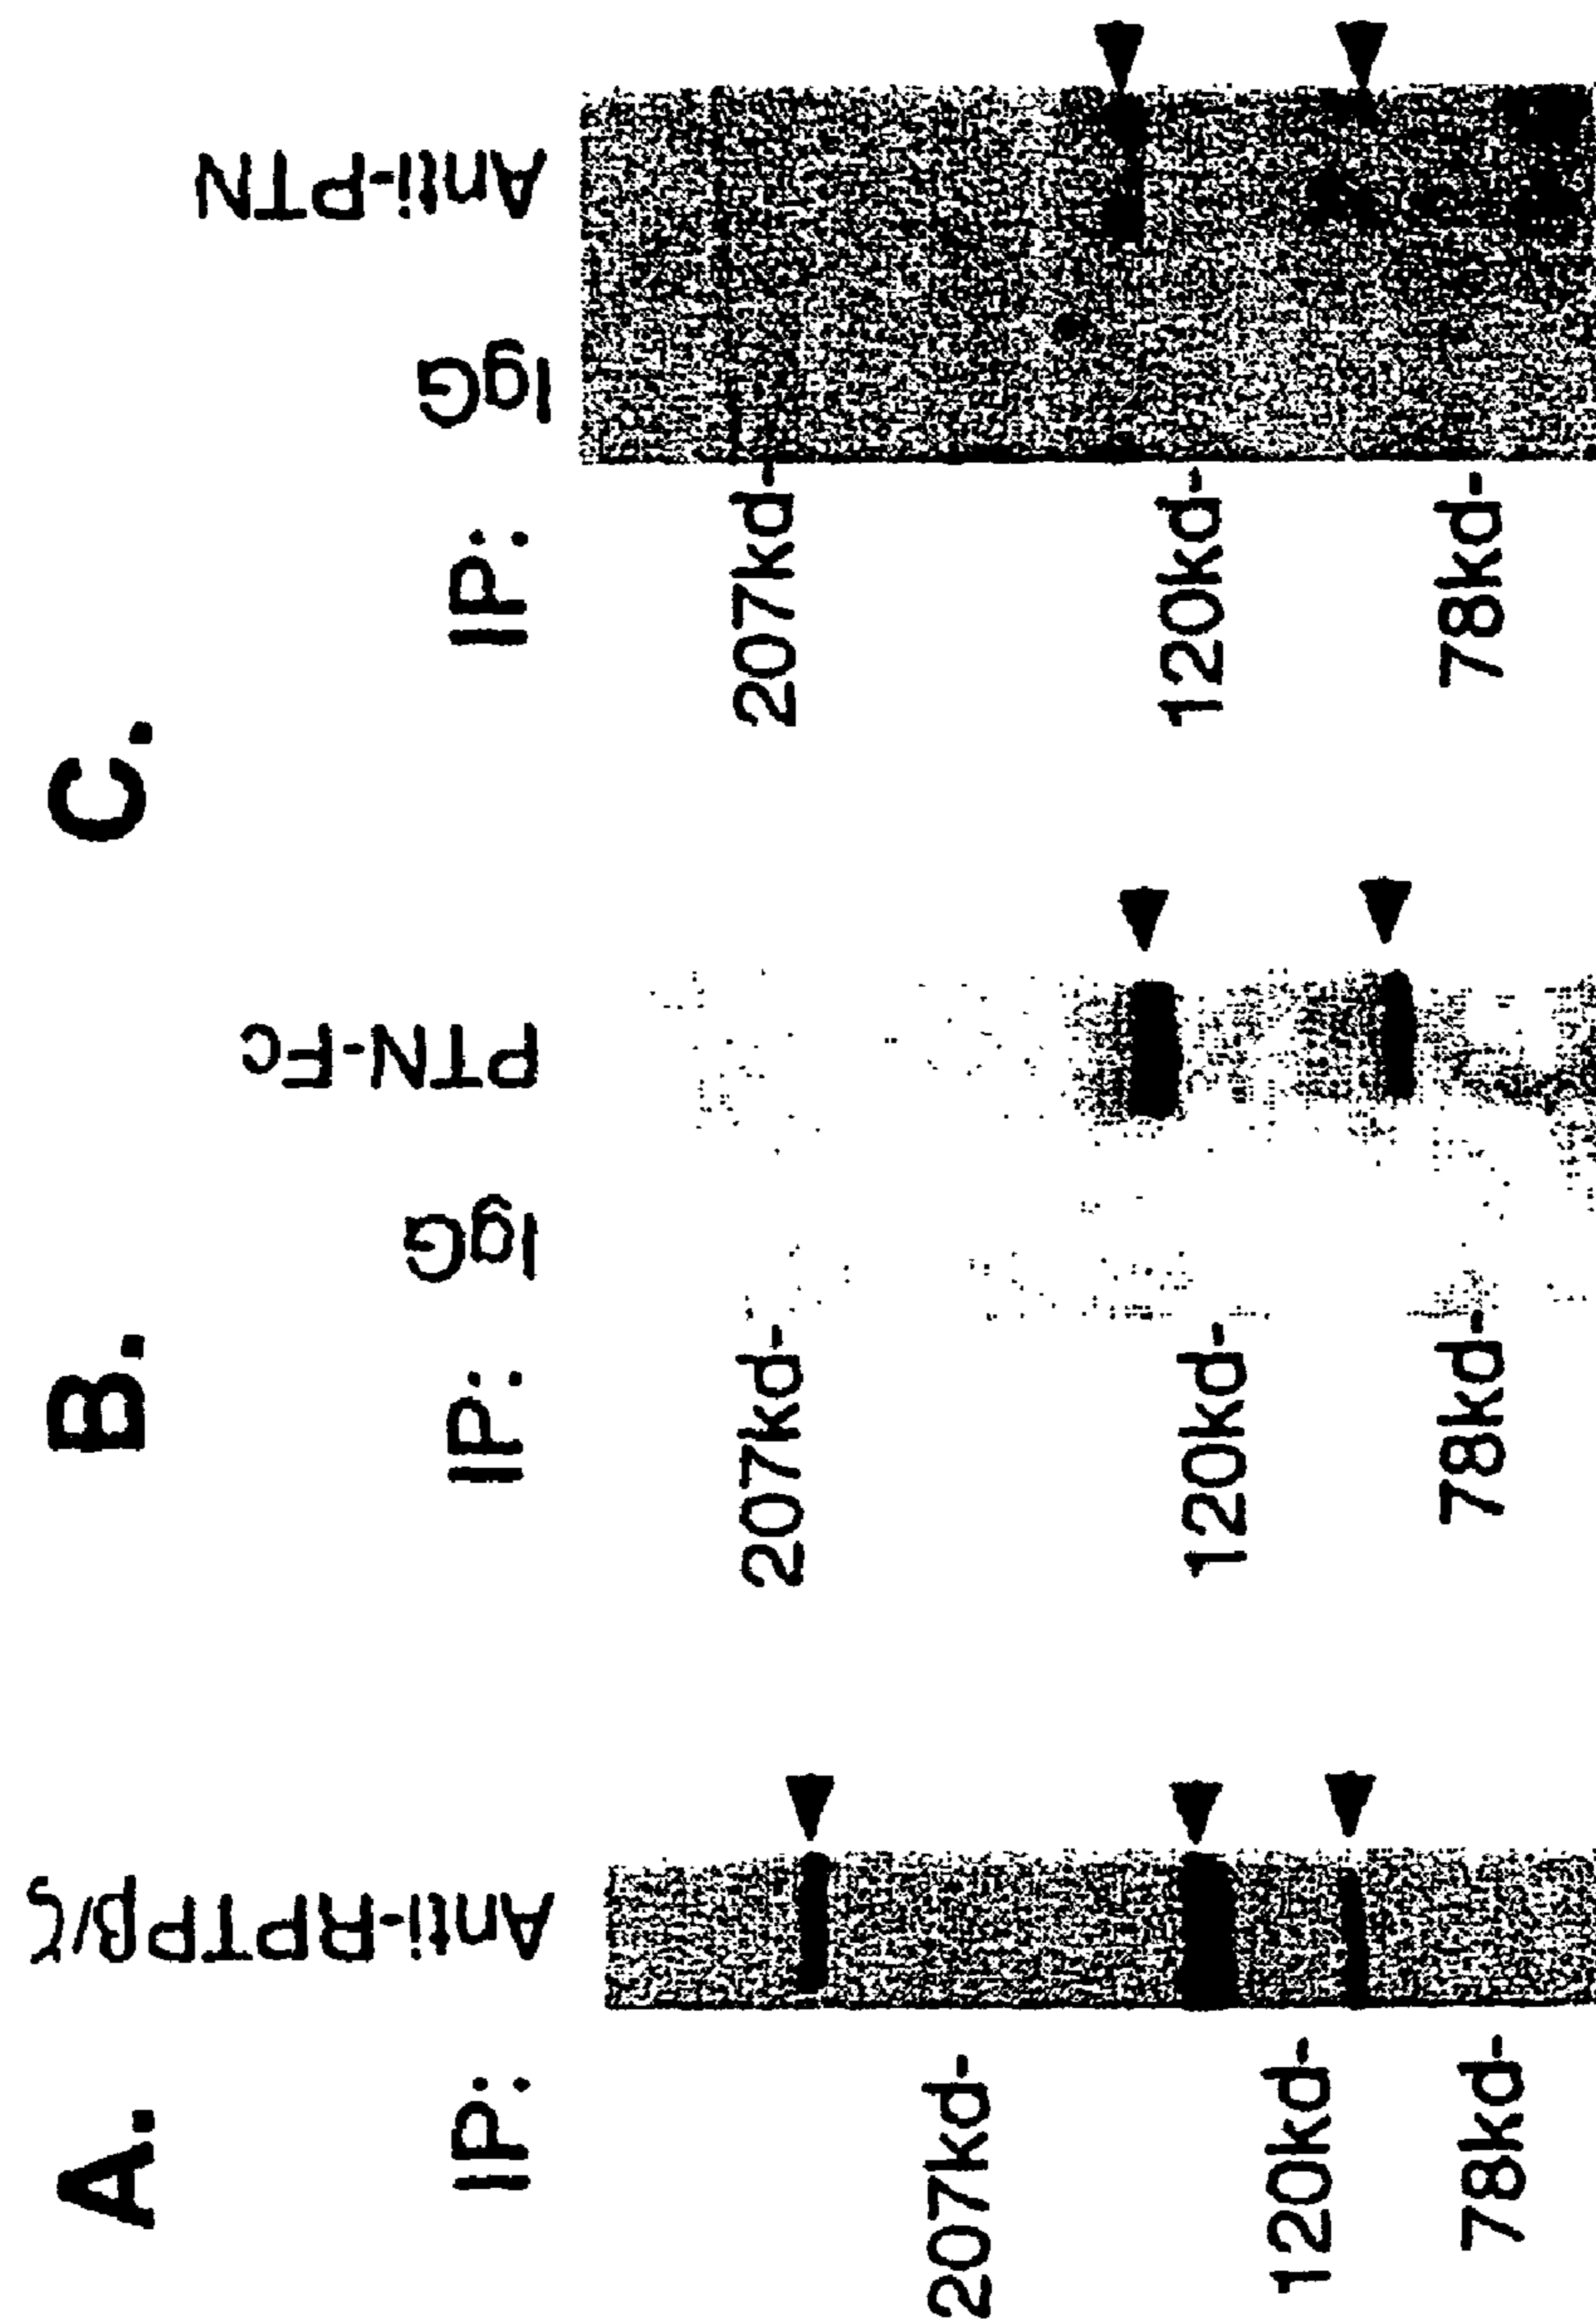 A.
IP:
Anti-RPTPβ/ζ
207kd-
120kd-
78kd-
B.
IP:
IgG
PTN-Fc
207kd-
120kd-
78kd-
C.
IP:
IgG
Anti-PTN
207kd-
120kd-
78kd-